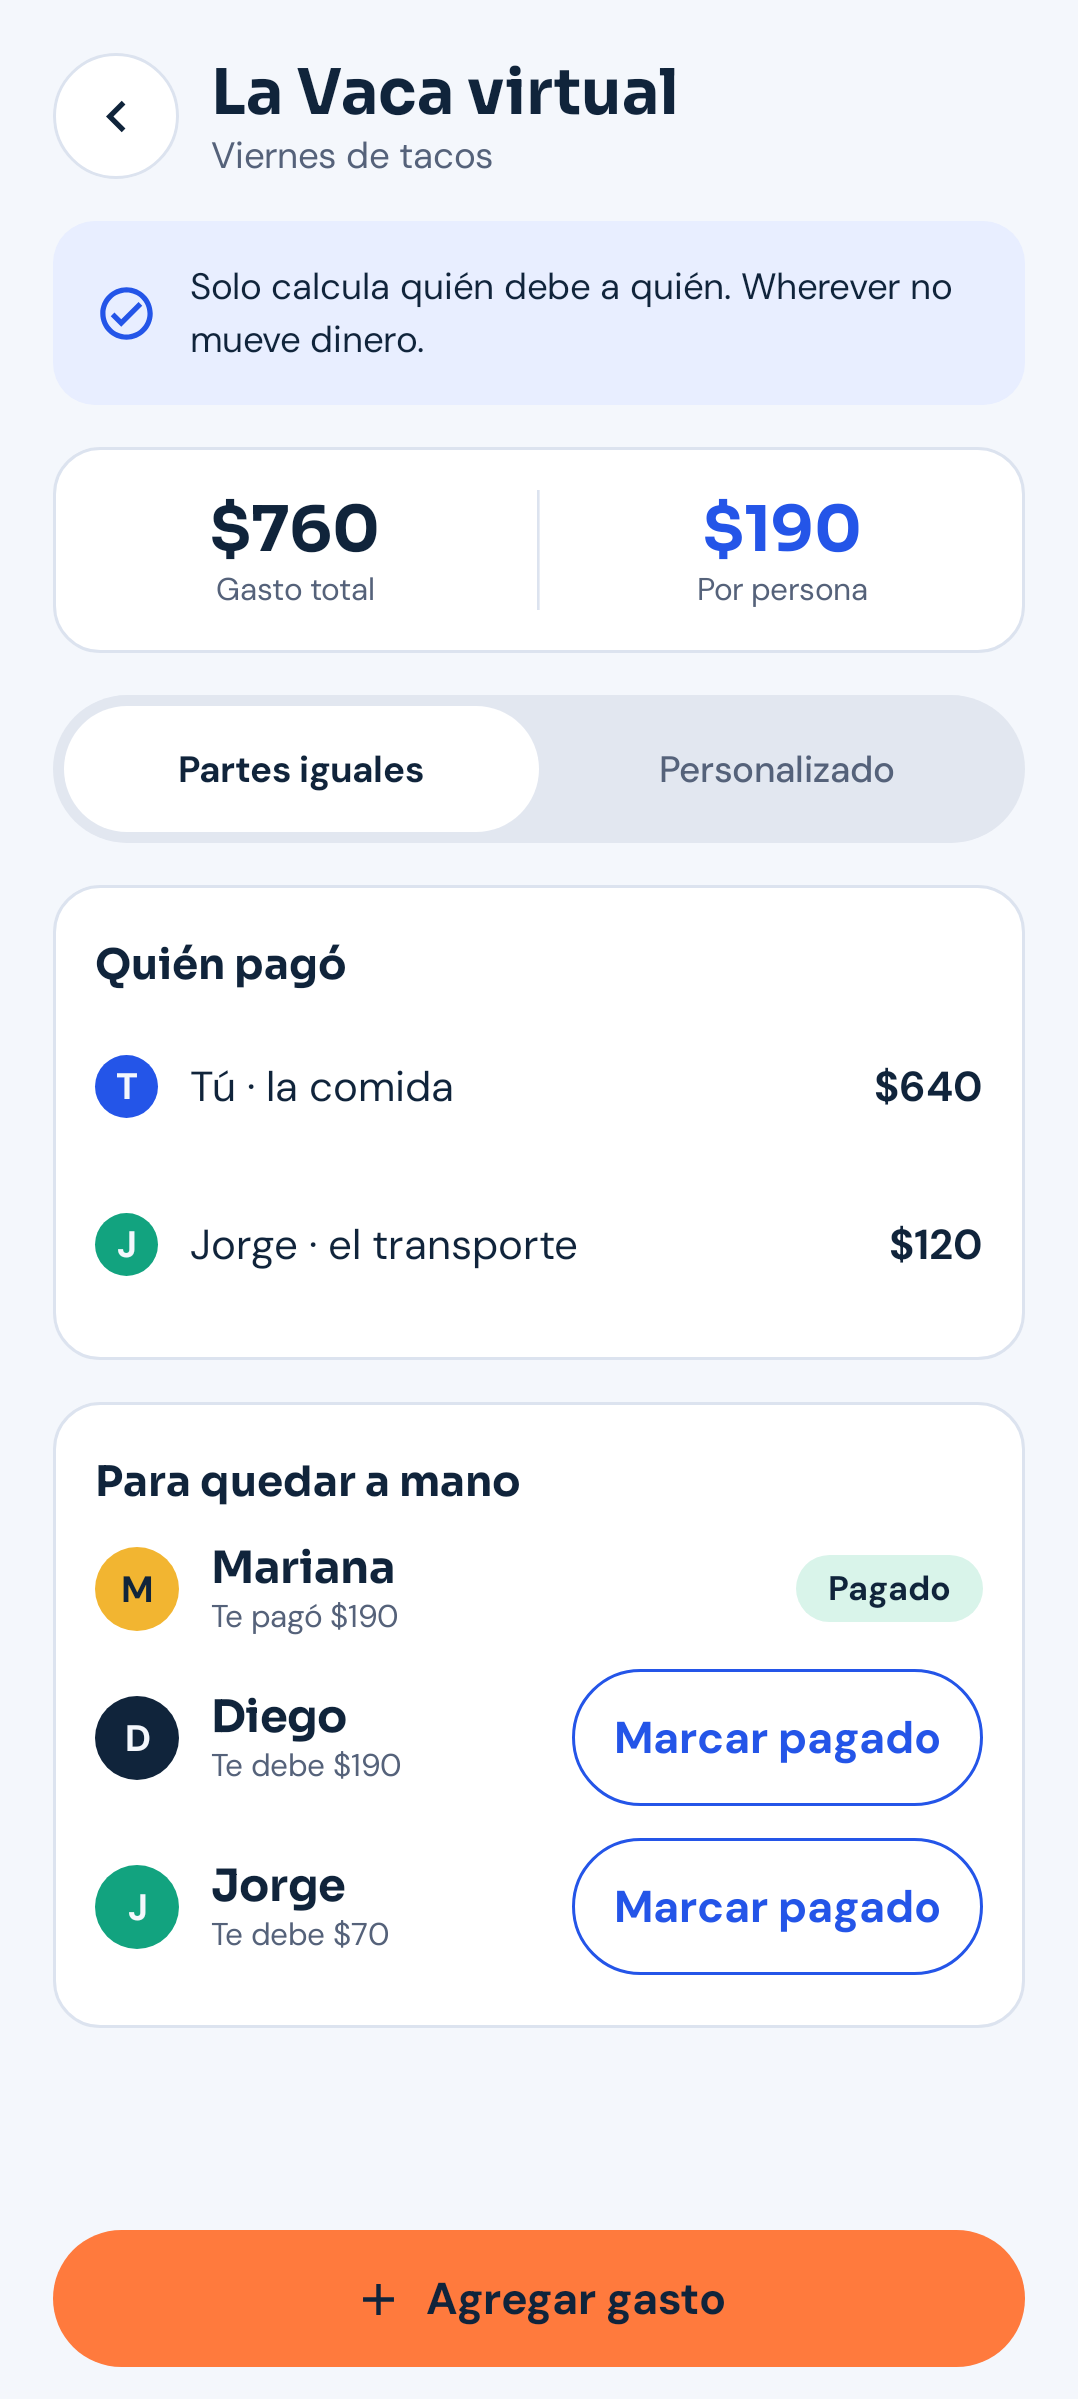 La Vaca virtual
Viernes de tacos
Solo calcula quién debe a quién. Wherever no
mueve dinero.
$760
Gasto total
$190
Por persona
Partes iguales
Personalizado
Quién pagó
T
Tú · la comida
$640
J
Jorge · el transporte
$120
Para quedar a mano
M
Mariana
Te pagó $190
Pagado
D
Diego
Te debe $190
Marcar pagado
J
Jorge
Te debe $70
Marcar pagado
+ Agregar gasto